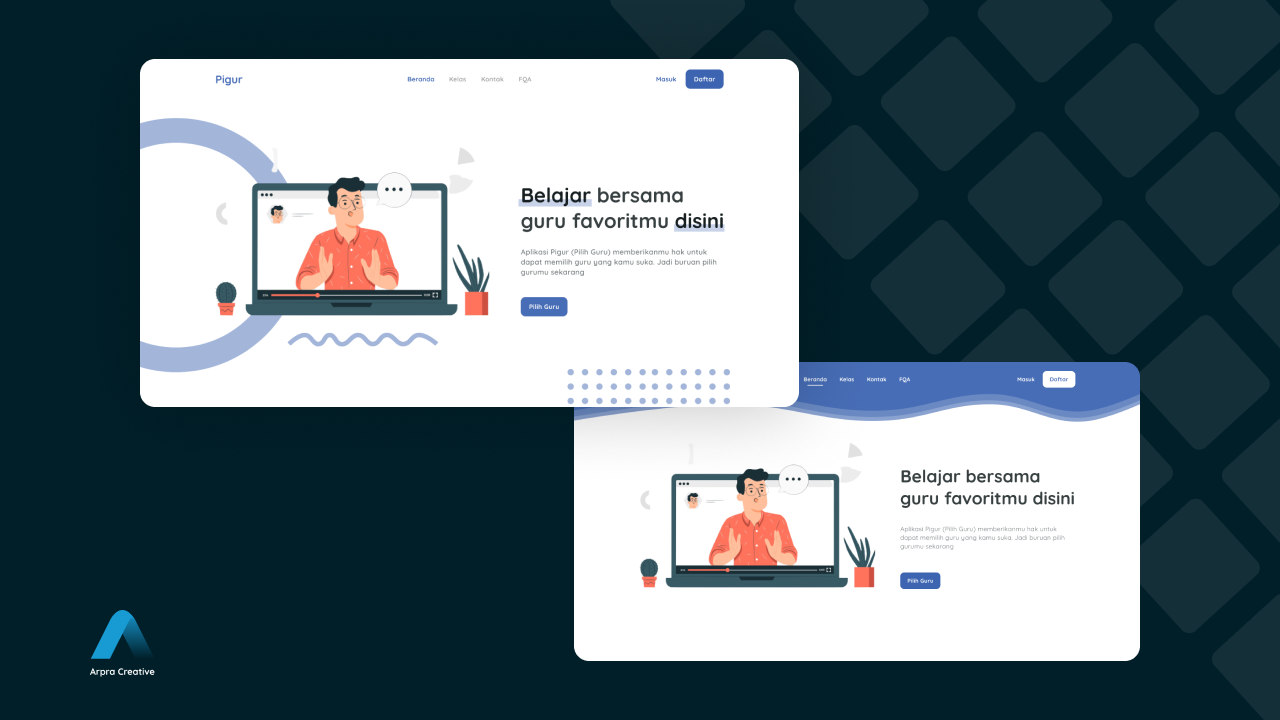 Pigur
Beranda Kelas Kontak FQA
Masuk Daftar
Belajar bersama
guru favoritmu disini
Aplikasi Pigur (Pilih Guru) memberikanmu hak untuk
dapat memilih guru yang kamu suka. Jadi buruan pilih
gurumu sekarang
Pilih Guru
Beranda Kelas Kontak FQA
Masuk Daftar
Belajar bersama
guru favoritmu disini
Aplikasi Pigur (Pilih Guru) memberikanmu hak untuk
dapat memilih guru yang kamu suka. Jadi buruan pilih
gurumu sekarang
Pilih Guru
Arpra Creative